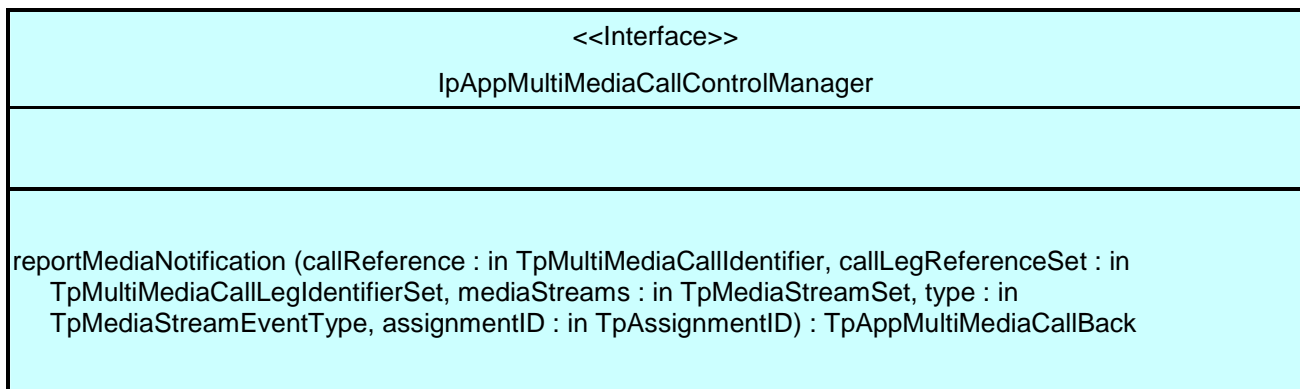 <<Interface>>
IpAppMultiMediaCallControlManager
reportMediaNotification (callReference : in TpMultiMediaCallIdentifier, callLegReferenceSet : in
TpMultiMediaCallLegIdentifierSet, mediaStreams : in TpMediaStreamSet, type : in
TpMediaStreamEventType, assignmentID : in TpAssignmentID) : TpAppMultiMediaCallBack